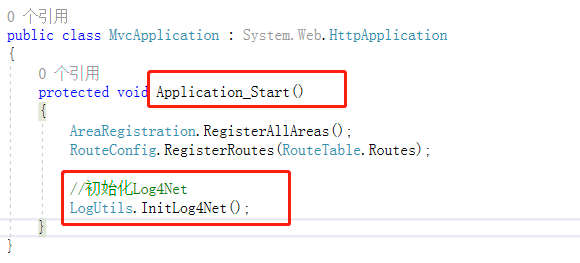 0 个引用
public class MvcApplication : System.Web.HttpApplication
{
0 个引用
protected void Application_Start()
{
AreaRegistration.RegisterAllAreas();
RouteConfig.RegisterRoutes(RouteTable.Routes);
//初始化Log4Net
LogUtils.InitLog4Net();
}
}